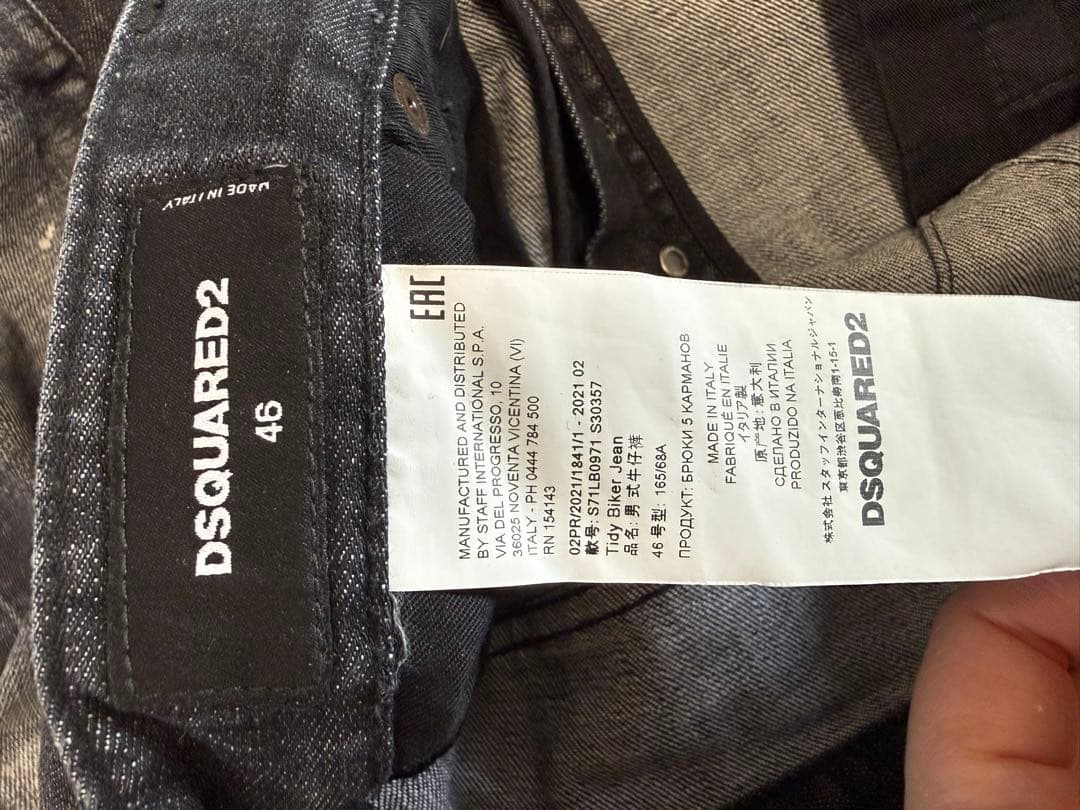 MADE IN ITALY
DSQUARED2
46
EAC
MANUFACTURED AND DISTRIBUTED
BY STAFF INTERNATIONAL S.P.A.
VIA DEL PROGRESSO, 10
36025 NOVENTA VICENTINA (VI)
ITALY - PH 0444 784 500
RN 154143
02PR/2021/1841/1 - 2021 02
款号: S71LB0971 S30357
Tidy Biker Jean
品名: 男式牛仔裤
46 号型: 165/68A
ПРОДУКТ: БРЮКИ 5 КАРМАНОВ
MADE IN ITALY
FABRIQUÉ EN ITALIE
イタリア製
原产地: 意大利
СДЕЛАНО В ИТАЛИИ
PRODUZIDO NA ITALIA
株式会社 スタッフインターナショナルジャパン
東京都渋谷区恵比寿南1-15-1
DSQUARED2